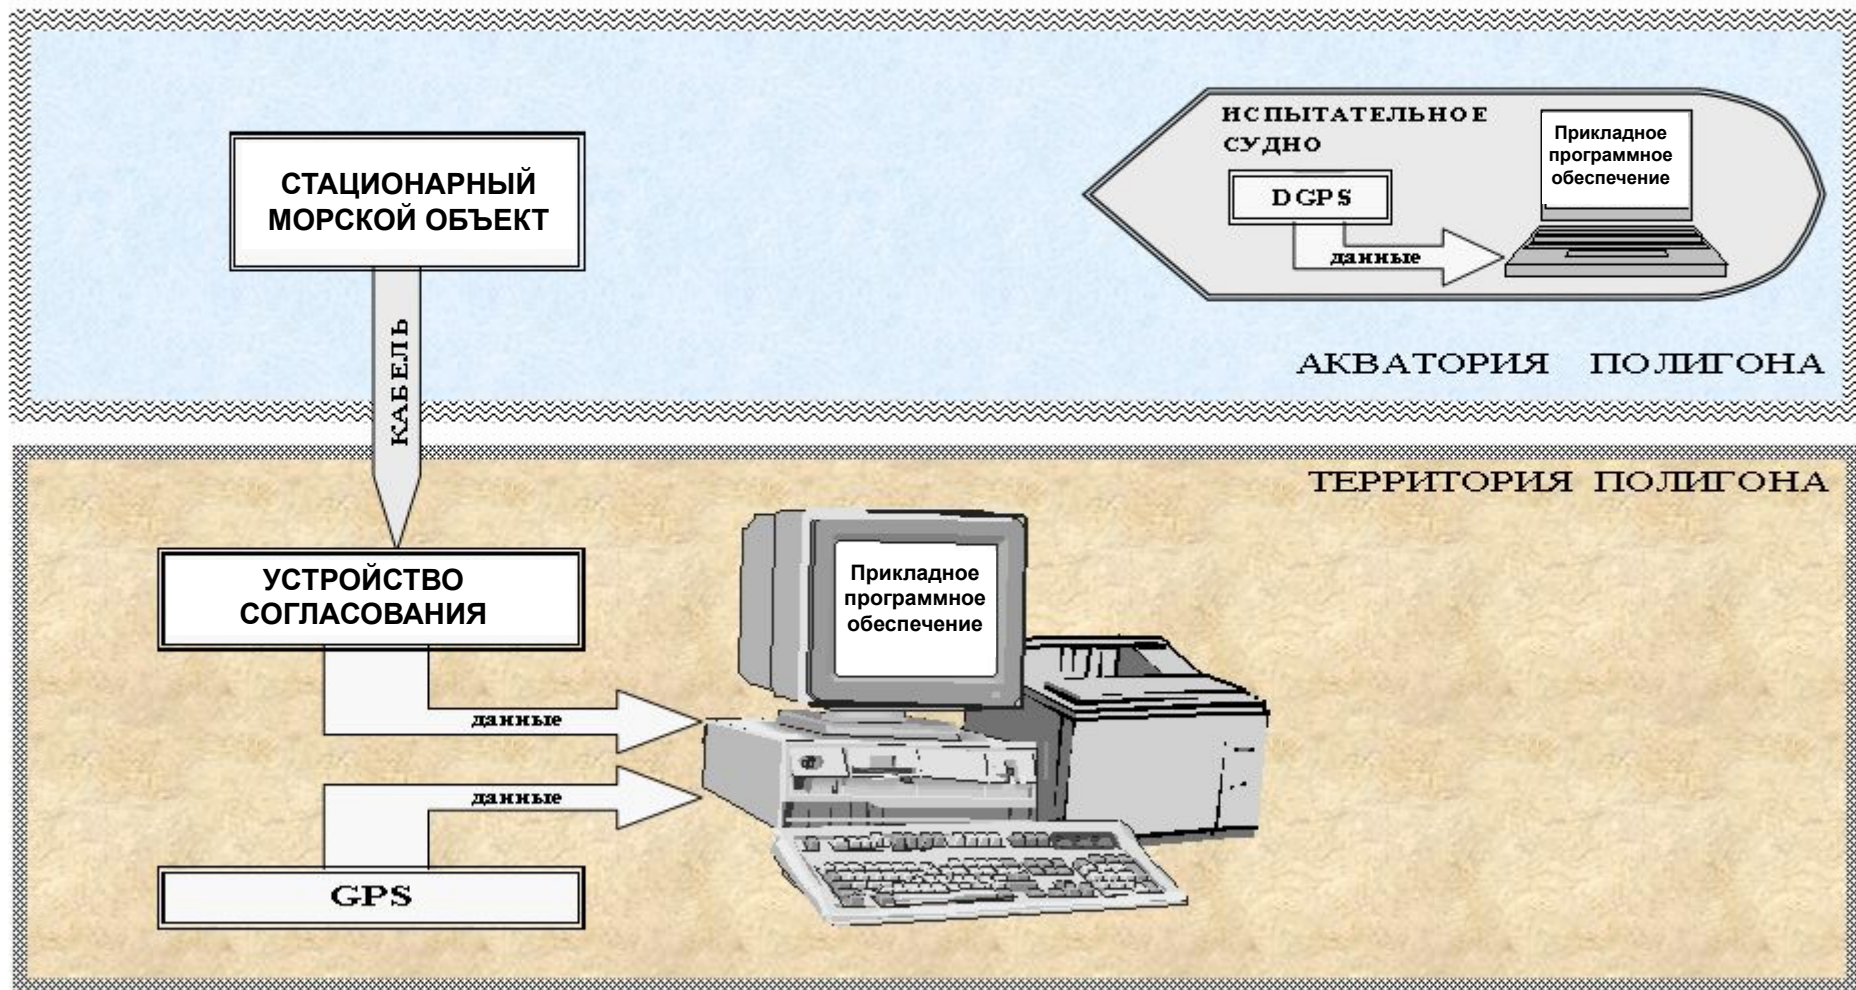 СТАЦИОНАРНЫЙ
МОРСКОЙ ОБЪЕКТ
ИСПЫТАТЕЛЬНОЕ
СУДНО
DGPS
данные
Прикладное
программное
обеспечение
КАБЕЛЬ
АКВАТОРИЯ ПОЛИГОНА
ТЕРРИТОРИЯ ПОЛИГОНА
УСТРОЙСТВО
СОГЛАСОВАНИЯ
данные
Прикладное
программное
обеспечение
данные
GPS